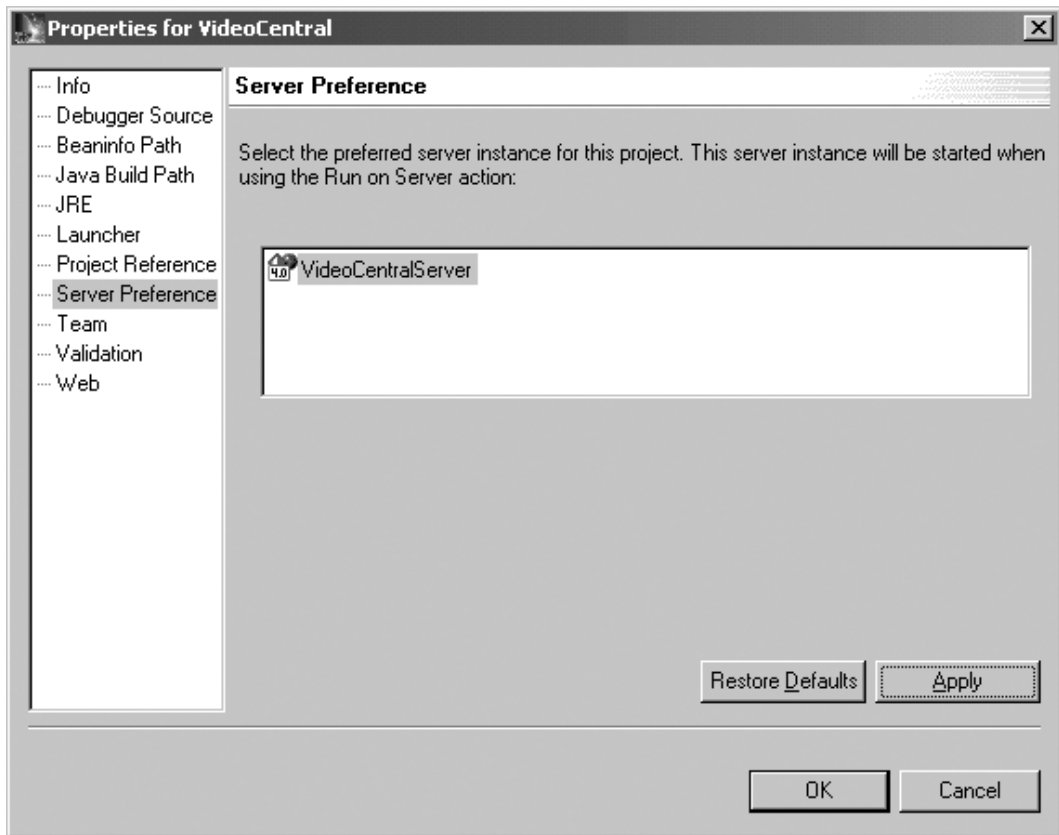 Properties for VideoCentral
Info
Debugger Source
Beaninfo Path
Java Build Path
JRE
Launcher
Project Reference
Server Preference
Team
Validation
Web
Server Preference
Select the preferred server instance for this project. This server instance will be started when
using the Run on Server action:
4.0
VideoCentralServer
Restore Defaults
Apply
OK
Cancel